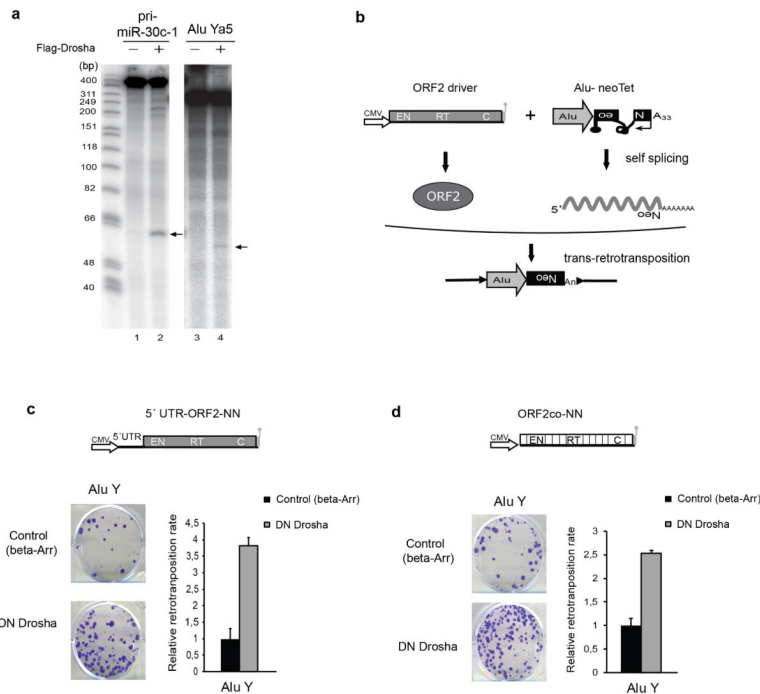 a
pri-
miR-30c-1
Alu Ya5
Flag-Drosha
− + − +
(bp)
400
311
249
200
151
118
100
82
66
48
40
1 2 3 4
b
ORF2 driver
Alu- neoTet
CMV
EN RT C
+
Alu
eo
N
A33
self splicing
ORF2
5'
Neo
AAAAAAA
trans-retrotransposition
Alu
Neo
An
c
5´ UTR-ORF2-NN
CMV
5´UTR
EN RT C
Alu Y
Control
(beta-Arr)
DN Drosha
Control (beta-Arr)
DN Drosha
Relative retrotranposition rate
4,5
4
3,5
3
2,5
2
1,5
1
0,5
0
Alu Y
d
ORF2co-NN
CMV
EN RT C
Alu Y
Control
(beta-Arr)
DN Drosha
Control (beta-Arr)
DN Drosha
Relative retrotranposition rate
3
2,5
2
1,5
1
0,5
0
Alu Y